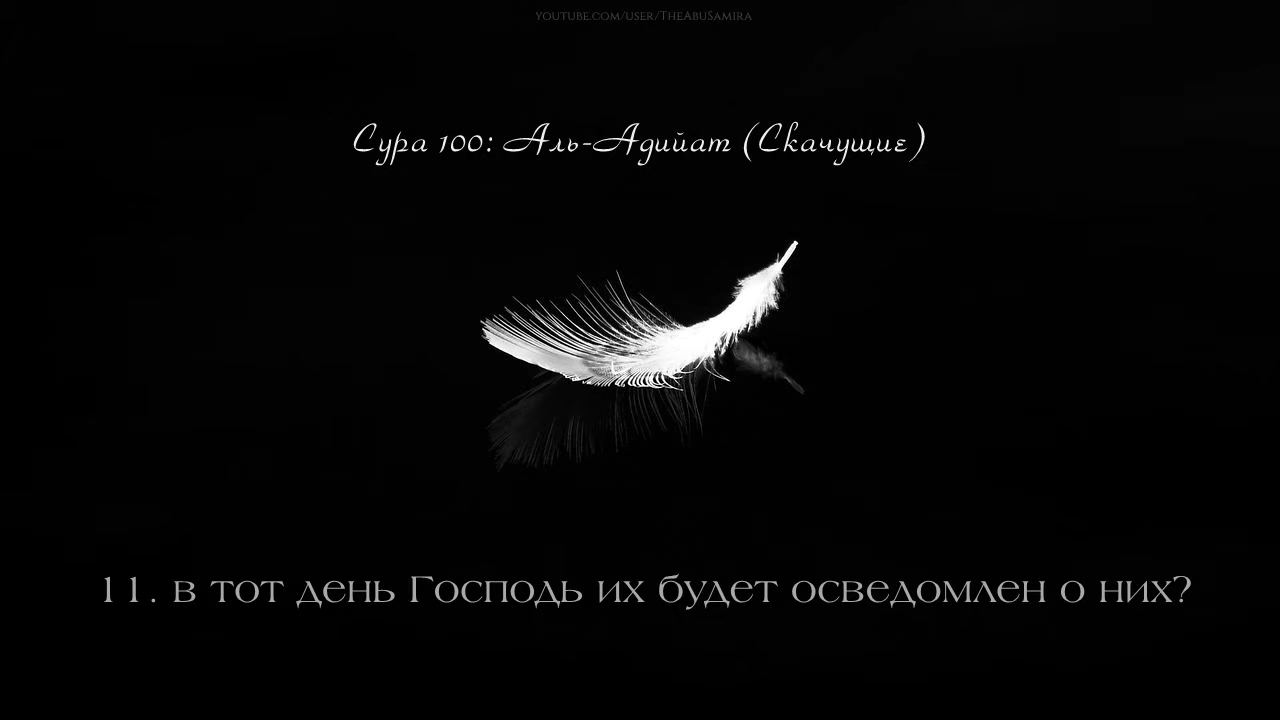 youtube.com/user/TheAbuSamira
Сура 100: Аль-Адийат (Скачущие)
11. в тот день Господь их будет осведомлен о них?